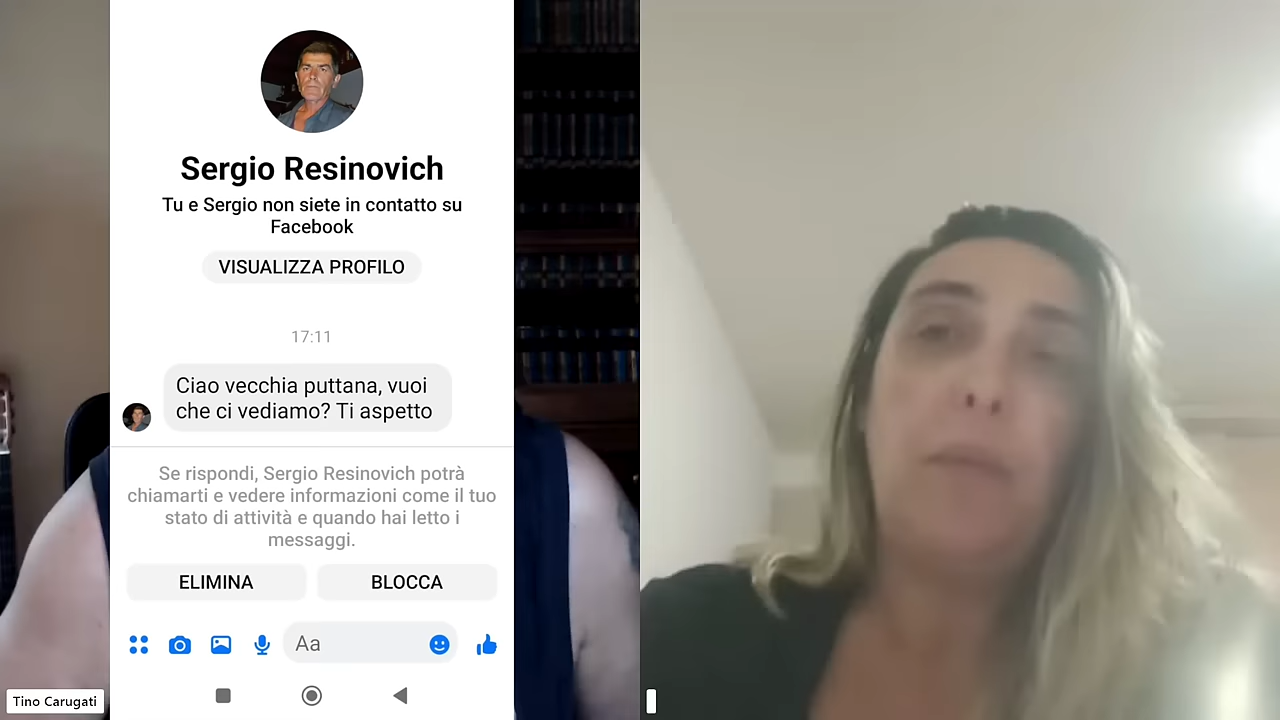 Sergio Resinovich
Tu e Sergio non siete in contatto su
Facebook
VISUALIZZA PROFILO
17:11
Ciao vecchia puttana, vuoi
che ci vediamo? Ti aspetto
Se rispondi, Sergio Resinovich potrà
chiamarti e vedere informazioni come il tuo
stato di attività e quando hai letto i
messaggi.
ELIMINA
BLOCCA
Aa
Tino Carugati